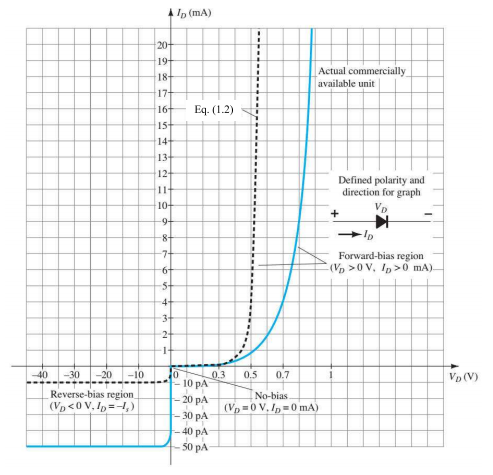 I_D (mA)
20
19
18
17
16
15
14
13
12
11
10
9
8
7
6
5
4
3
2
1
Actual commercially
available unit
Eq. (1.2)
Defined polarity and
direction for graph
V_D
+
–
I_D
Forward-bias region
(V_D > 0 V, I_D > 0 mA)
–40
–30
–20
–10
0
0.3
0.5
0.7
1
V_D (V)
– 10 pA
– 20 pA
– 30 pA
– 40 pA
– 50 pA
Reverse-bias region
(V_D < 0 V, I_D = –I_s)
No-bias
(V_D = 0 V, I_D = 0 mA)